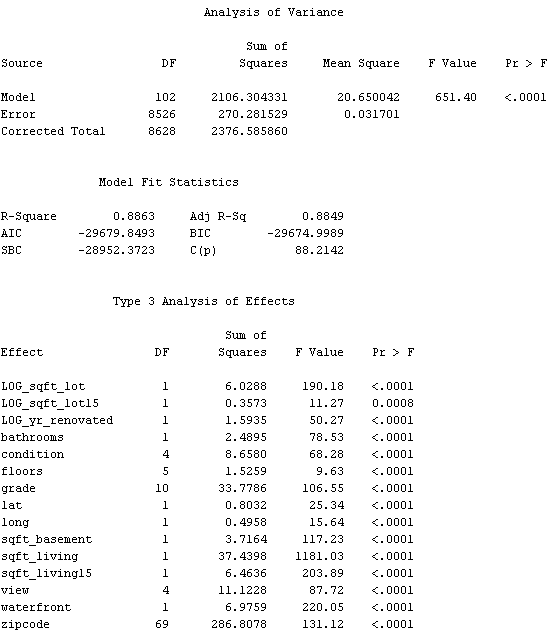 Analysis of Variance
Sum of
Source DF Squares Mean Square F Value Pr > F
Model 102 2106.304331 20.650042 651.40 <.0001
Error 8526 270.281529 0.031701
Corrected Total 8628 2376.585860
Model Fit Statistics
R-Square 0.8863 Adj R-Sq 0.8849
AIC -29679.8493 BIC -29674.9989
SBC -28952.3723 C(p) 88.2142
Type 3 Analysis of Effects
Sum of
Effect DF Squares F Value Pr > F
LOG_sqft_lot 1 6.0288 190.18 <.0001
LOG_sqft_lot15 1 0.3573 11.27 0.0008
LOG_yr_renovated 1 1.5935 50.27 <.0001
bathrooms 1 2.4895 78.53 <.0001
condition 4 8.6580 68.28 <.0001
floors 5 1.5259 9.63 <.0001
grade 10 33.7786 106.55 <.0001
lat 1 0.8032 25.34 <.0001
long 1 0.4958 15.64 <.0001
sqft_basement 1 3.7164 117.23 <.0001
sqft_living 1 37.4398 1181.03 <.0001
sqft_living15 1 6.4636 203.89 <.0001
view 4 11.1228 87.72 <.0001
waterfront 1 6.9759 220.05 <.0001
zipcode 69 286.8078 131.12 <.0001